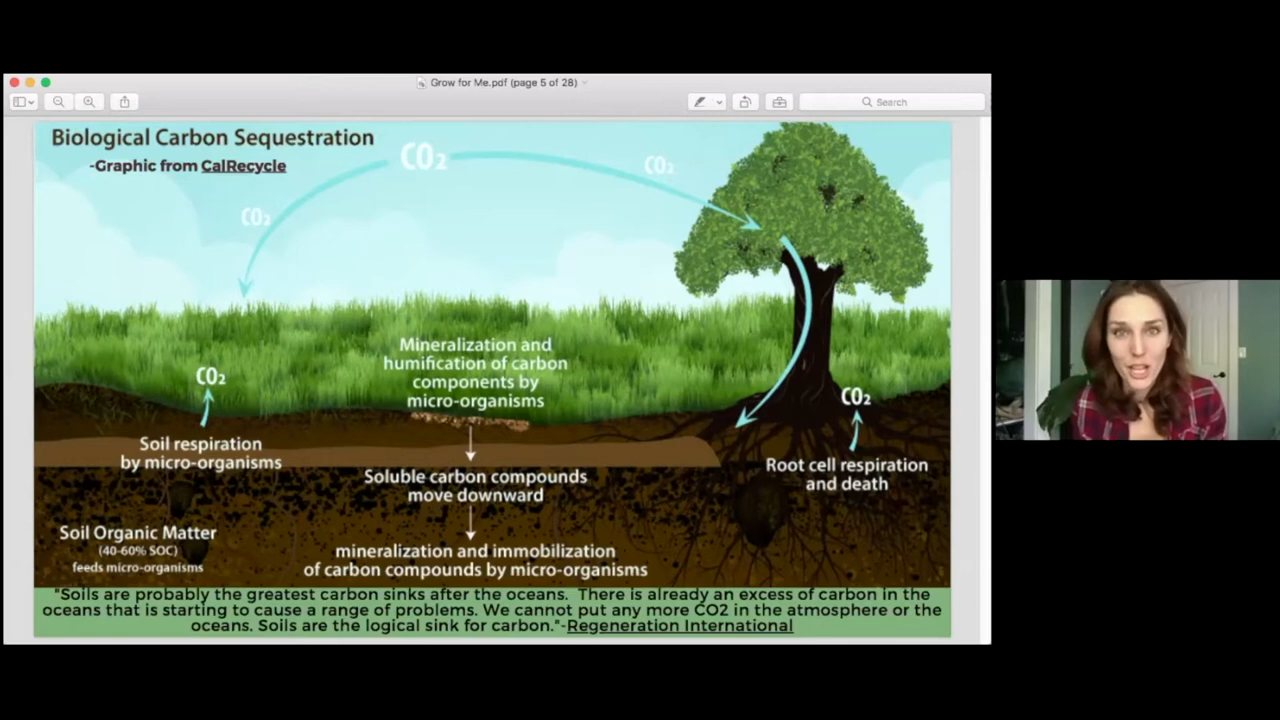 Grow for Me.pdf (page 5 of 28)
Search
Biological Carbon Sequestration
-Graphic from CalRecycle
CO₂
CO₂
CO₂
Mineralization and
humification of carbon
components by
micro-organisms
CO₂
CO₂
Soil respiration
by micro-organisms
Soluble carbon compounds
move downward
Root cell respiration
and death
Soil Organic Matter
(40-60% SOC)
feeds micro-organisms
mineralization and immobilization
of carbon compounds by micro-organisms
"Soils are probably the greatest carbon sinks after the oceans. There is already an excess of carbon in the
oceans that is starting to cause a range of problems. We cannot put any more CO2 in the atmosphere or the
oceans. Soils are the logical sink for carbon."-Regeneration International